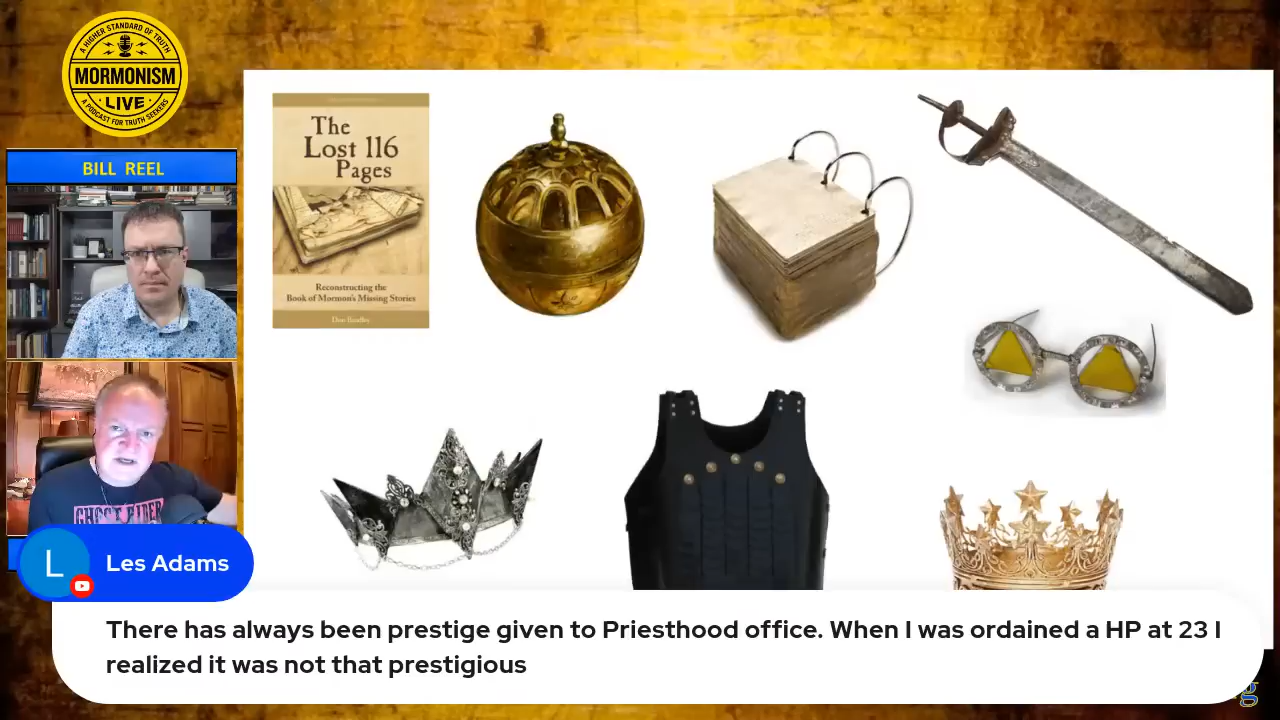 A HIGHER STANDARD OF TRUTH
MORMONISM
LIVE
A PODCAST FOR TRUTH SEEKERS
BILL REEL
The
Lost 116
Pages
Reconstructing the
Book of Mormon's Missing Stories
Don Bradley
L
Les Adams
There has always been prestige given to Priesthood office. When I was ordained a HP at 23 I
realized it was not that prestigious
g